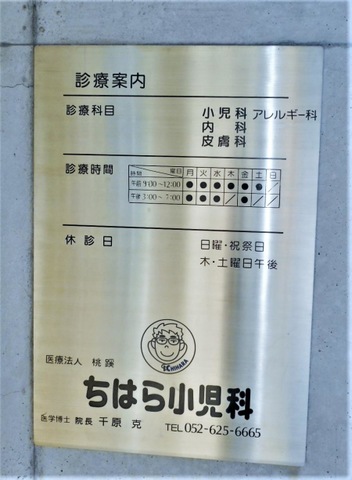 診療案内
診療科目 小児科 アレルギー科
内科
皮膚科
診療時間 時間 曜日 月 火 水 木 金 土 日
午前 9:00～12:00 ● ● ● ● ● ● ／
午後 3:00～7:00 ● ● ● ／ ● ／ ／
休診日 日曜・祝祭日
木・土曜日午後
CHIHARA
医療法人 桃蹊
ちはら小児科
医学博士 院長 千原 克
TEL 052-625-6665